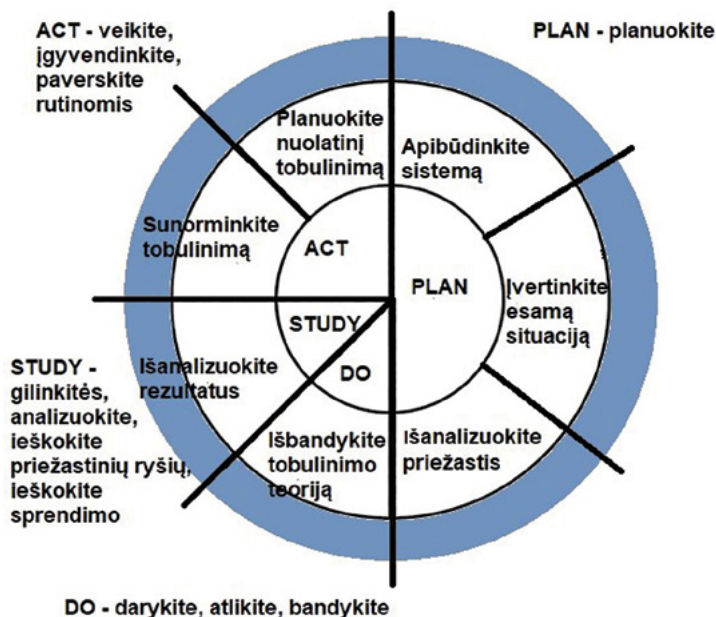 ACT - veikite,
įgyvendinkite,
paverskite
rutinomis
PLAN - planuokite
Planuokite
nuolatinį
tobulinimą
Apibūdinkite
sistemą
Sunorminkite
tobulinimą
ACT
PLAN
Įvertinkite
esamą
situaciją
STUDY
DO
STUDY -
gilinkitės,
analizuokite,
ieškokite
priežastinių ryšių,
ieškokite
sprendimo
Išanalizuokite
rezultatus
Išbandykite
tobulinimo
teoriją
Išanalizuokite
priežastis
DO - darykite, atlikite, bandykite